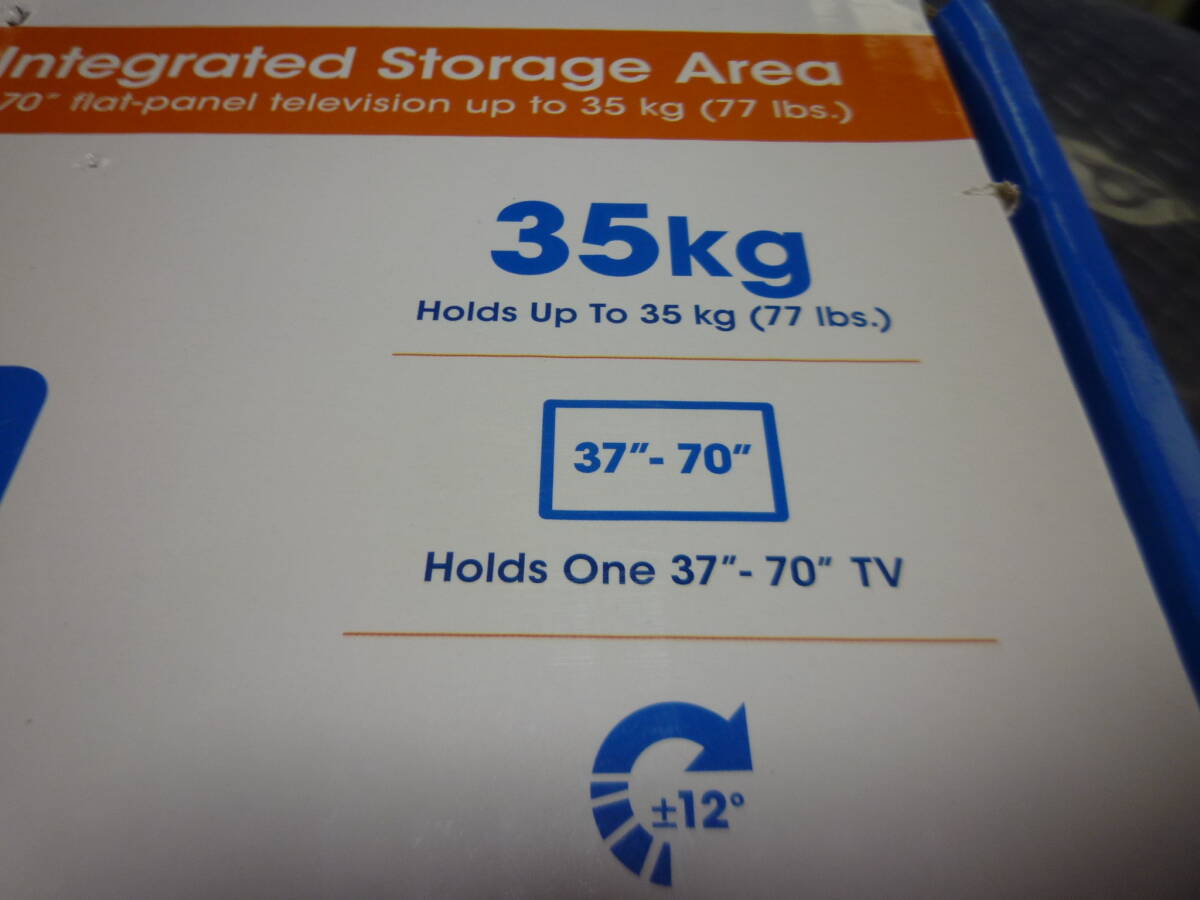 Integrated Storage Area
70" flat-panel television up to 35 kg (77 lbs.)
35kg
Holds Up To 35 kg (77 lbs.)
37"- 70"
Holds One 37"- 70" TV
±12°